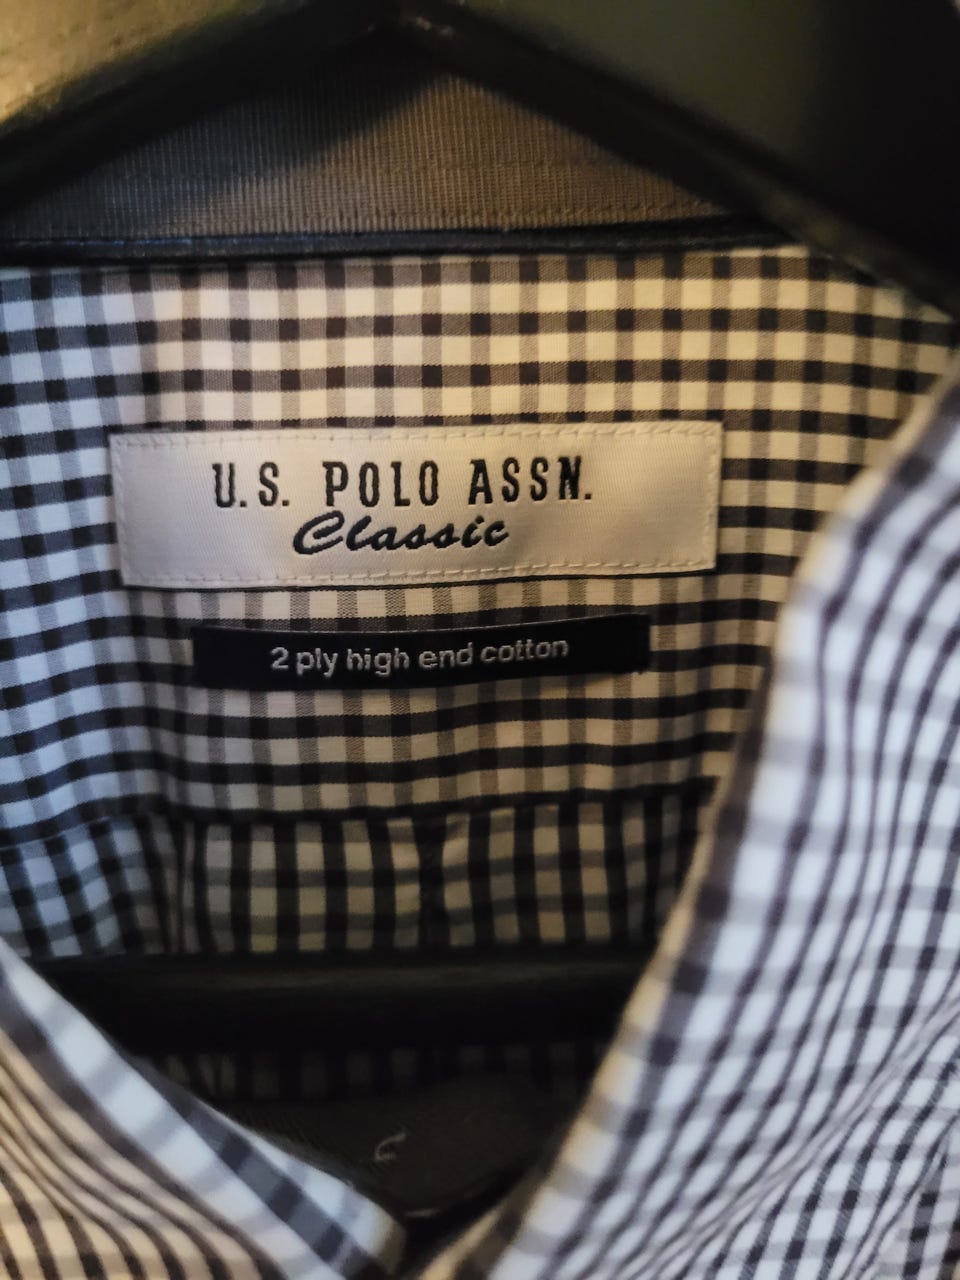 U.S. POLO ASSN.
Classic
2 ply high end cotton